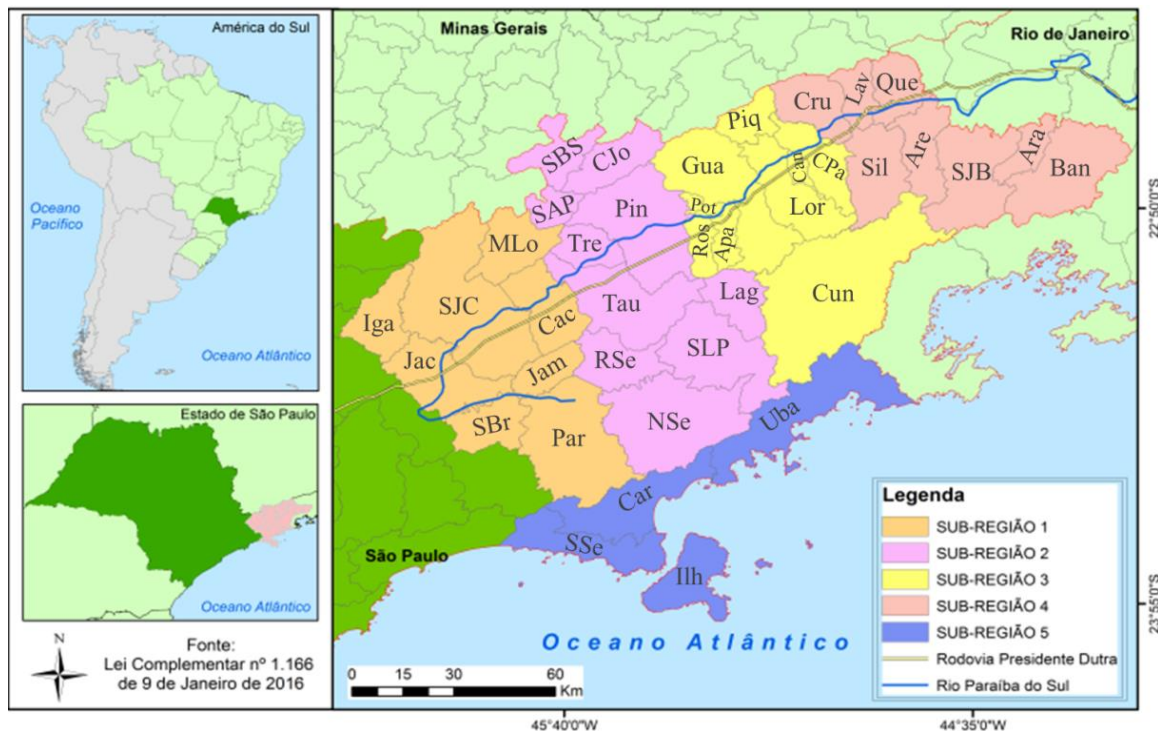 América do Sul
Oceano
Pacífico
Oceano Atlântico
Estado de São Paulo
Oceano Atlântico
N
Fonte:
Lei Complementar nº 1.166
de 9 de Janeiro de 2016
Minas Gerais
Rio de Janeiro
Cru
Lav
Que
Piq
SBS
CJo
Gua
Can
CPa
Sil
Are
SJB
Ara
Ban
SAP
Pin
Pot
Lor
MLo
Tre
Ros
Apa
Iga
SJC
Cac
Tau
Lag
Cun
Jac
Jam
RSe
SLP
SBr
Par
NSe
Uba
Car
SSe
Ilh
São Paulo
Oceano Atlântico
0 15 30 60
Km
Legenda
SUB-REGIÃO 1
SUB-REGIÃO 2
SUB-REGIÃO 3
SUB-REGIÃO 4
SUB-REGIÃO 5
Rodovia Presidente Dutra
Rio Paraíba do Sul
22°50'0"S
23°55'0"S
45°40'0"W
44°35'0"W